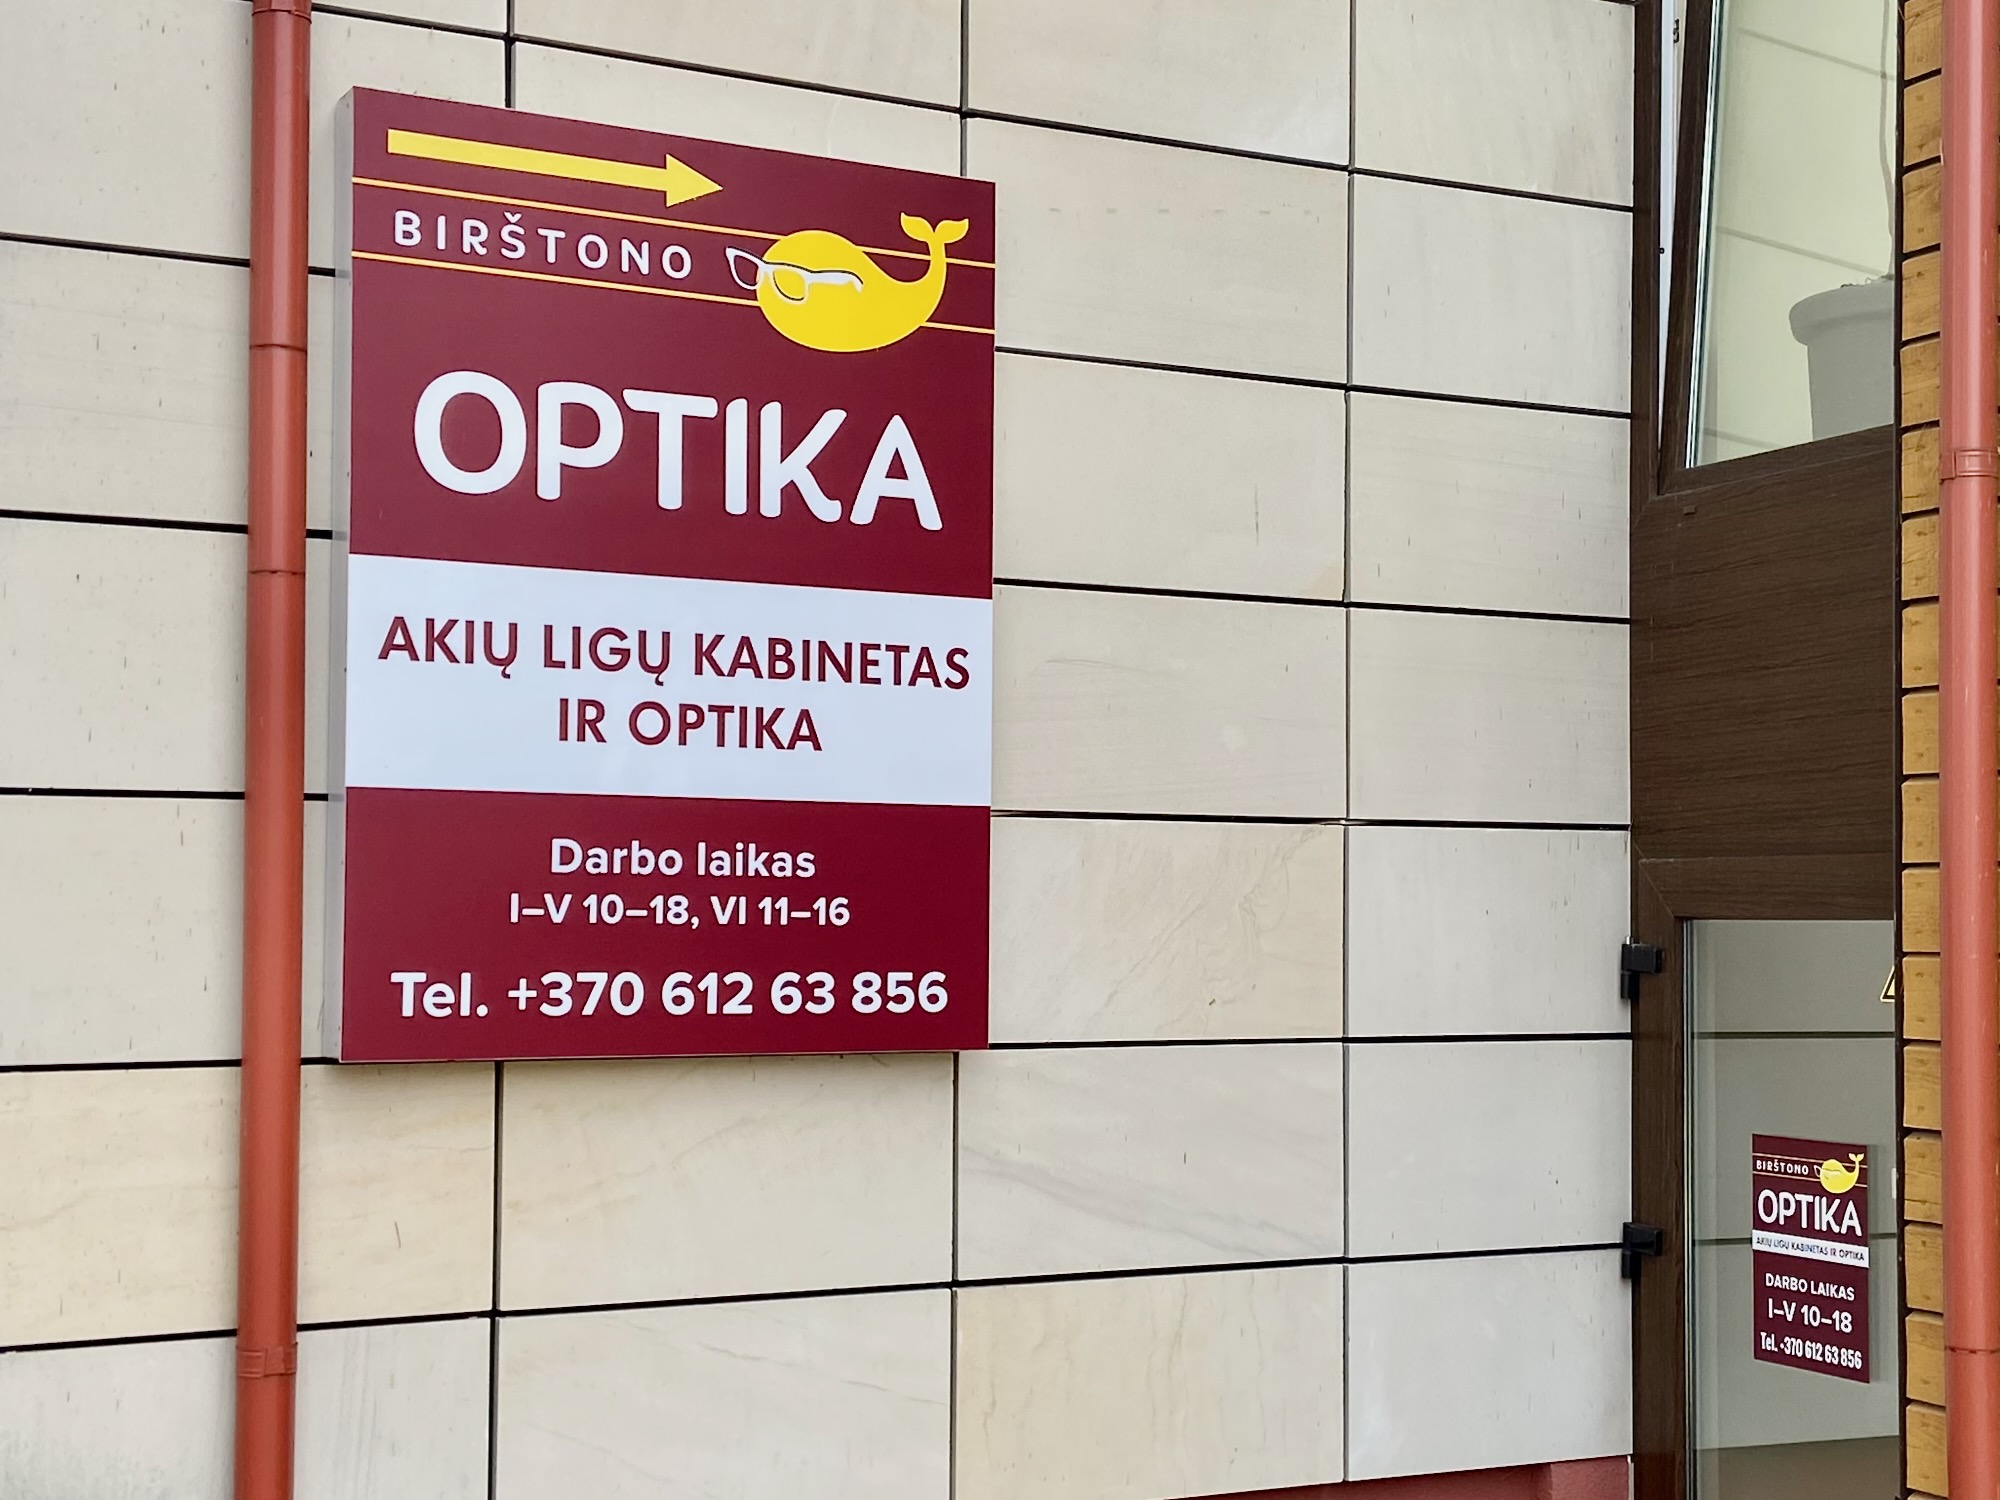 BIRŠTONO
OPTIKA
AKIŲ LIGŲ KABINETAS
IR OPTIKA
Darbo laikas
I–V 10–18, VI 11–16
Tel. +370 612 63 856
BIRŠTONO
OPTIKA
AKIŲ LIGŲ KABINETAS IR OPTIKA
DARBO LAIKAS
I–V 10–18
Tel. +370 612 63 856